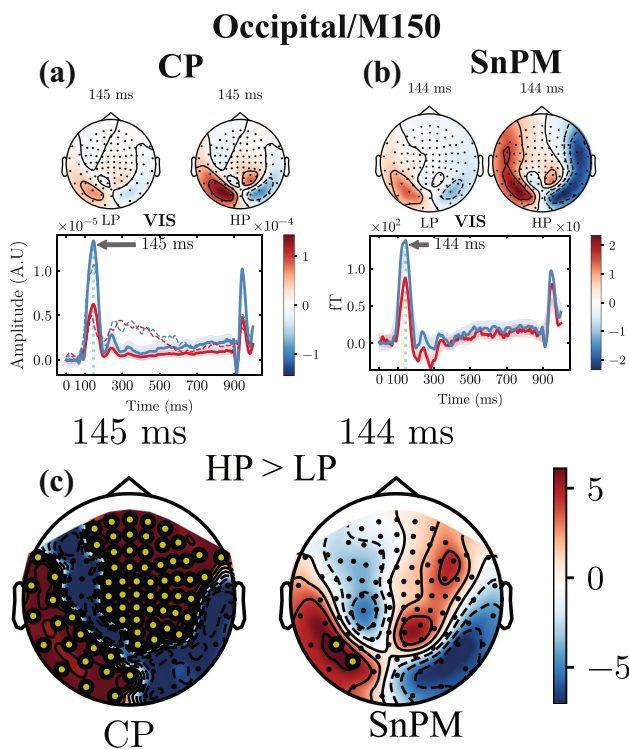 Occipital/M150
(a) CP
(b) SnPM
145 ms 145 ms 144 ms 144 ms
×10⁻⁵ LP VIS HP ×10⁻⁴
×10² LP VIS HP ×10
145 ms
144 ms
Amplitude (A.U)
1.0
0.5
0.0
1
0
−1
fT
1.0
0.5
0.0
2
1
0
−1
−2
0 100 300 500 700 900
0 100 300 500 700 900
Time (ms) Time (ms)
145 ms 144 ms
(c) HP > LP
5
0
−5
CP SnPM